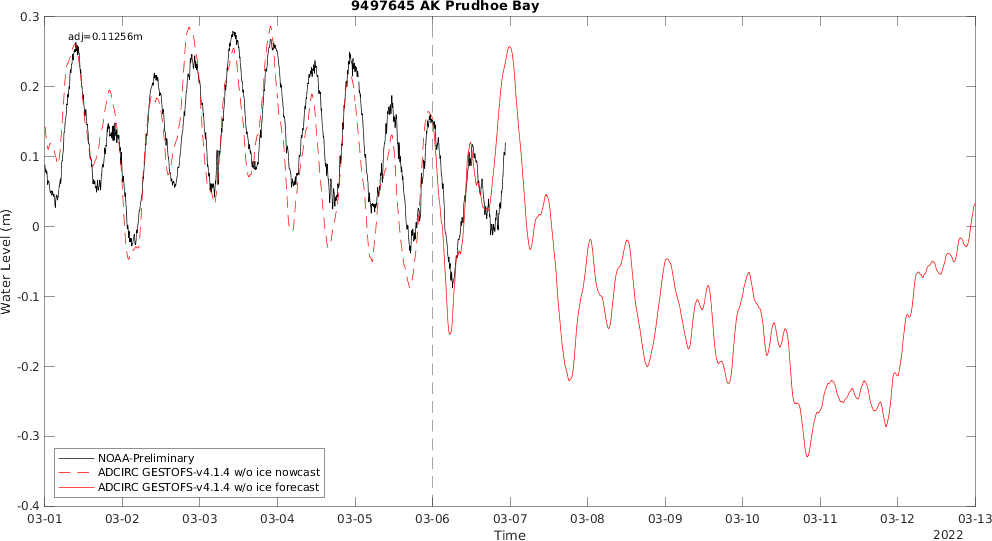 9497645 AK Prudhoe Bay
adj=0.11256m
0.3
0.2
0.1
0
-0.1
-0.2
-0.3
-0.4
Water Level (m)
NOAA-Preliminary
ADCIRC GESTOFS-v4.1.4 w/o ice nowcast
ADCIRC GESTOFS-v4.1.4 w/o ice forecast
03-01 03-02 03-03 03-04 03-05 03-06 03-07 03-08 03-09 03-10 03-11 03-12 03-13
Time
2022